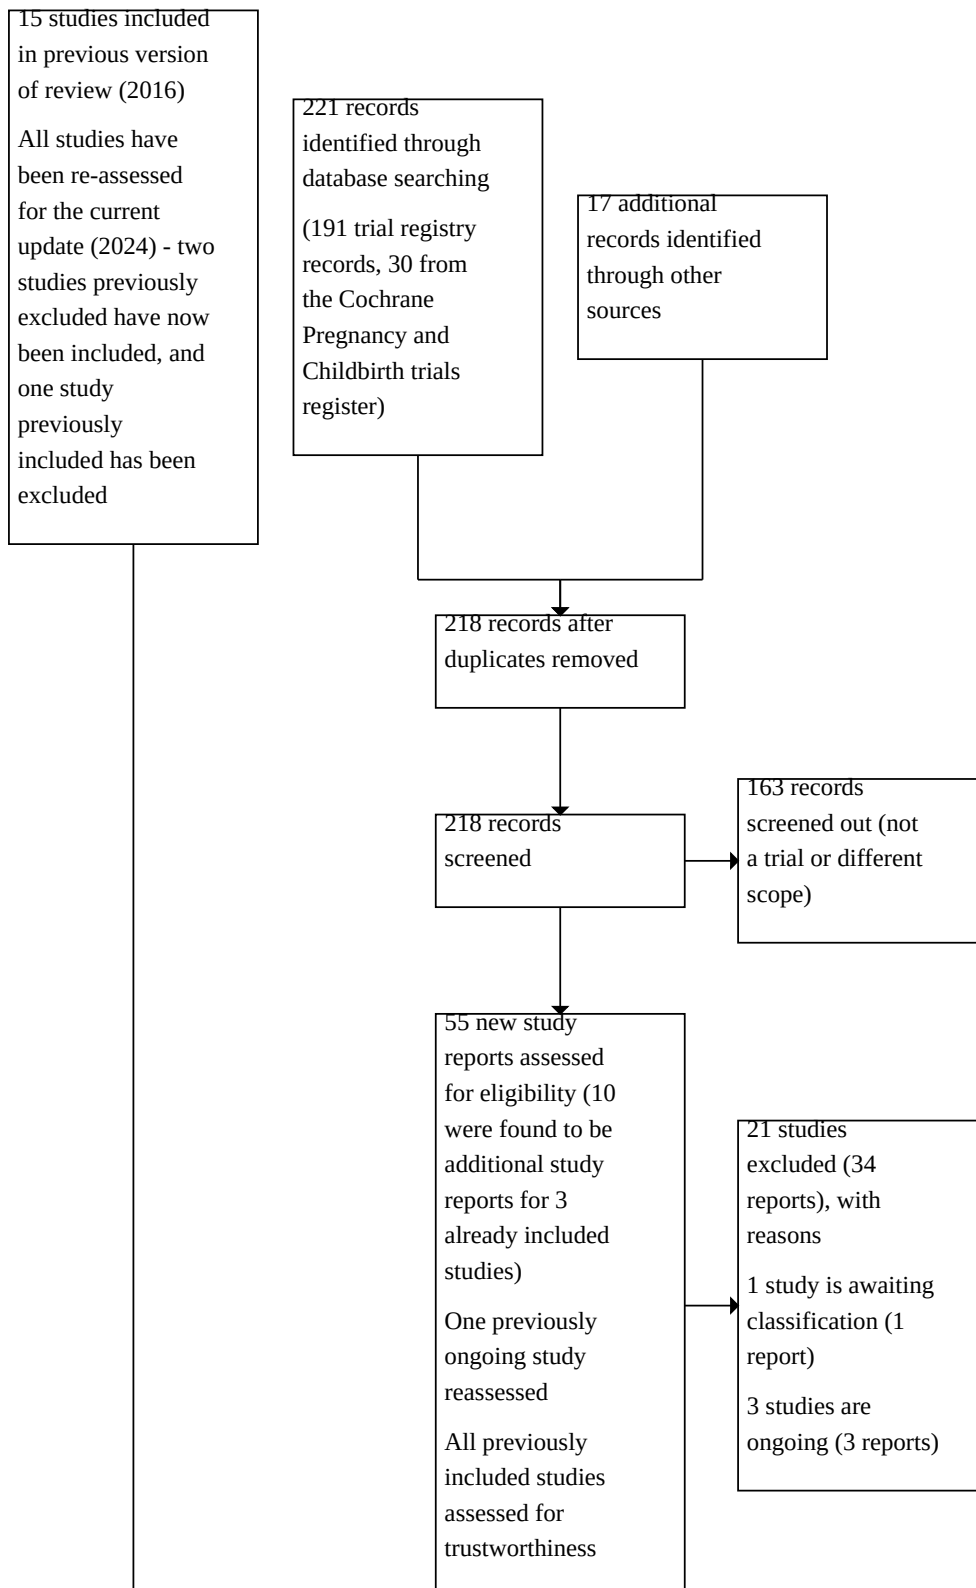 15 studies included
in previous version
of review (2016)
All studies have
been re-assessed
for the current
update (2024) - two
studies previously
excluded have now
been included, and
one study
previously
included has been
excluded
221 records
identified through
database searching
(191 trial registry
records, 30 from
the Cochrane
Pregnancy and
Childbirth trials
register)
17 additional
records identified
through other
sources
218 records after
duplicates removed
218 records
screened
163 records
screened out (not
a trial or different
scope)
55 new study
reports assessed
for eligibility (10
were found to be
additional study
reports for 3
already included
studies)
One previously
ongoing study
reassessed
All previously
included studies
assessed for
trustworthiness
21 studies
excluded (34
reports), with
reasons
1 study is awaiting
classification (1
report)
3 studies are
ongoing (3 reports)